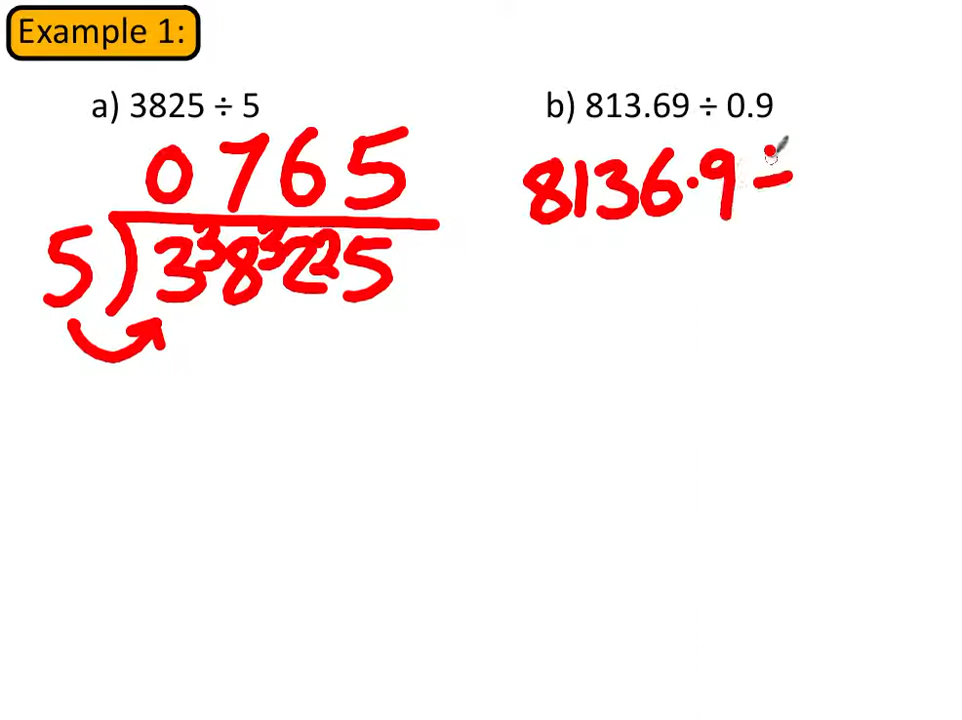 Example 1:
a) 3825 ÷ 5
b) 813.69 ÷ 0.9
0765
5)3³8³2²5
8136·9 ÷